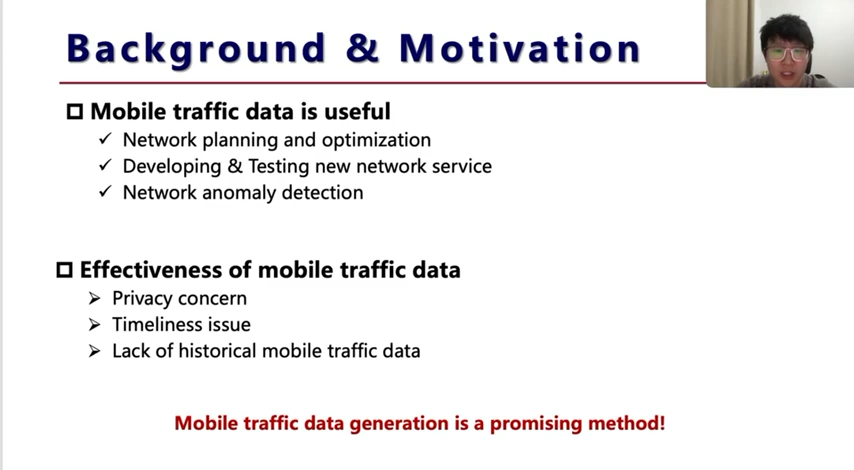 Background & Motivation
Mobile traffic data is useful
Network planning and optimization
Developing & Testing new network service
Network anomaly detection
Effectiveness of mobile traffic data
Privacy concern
Timeliness issue
Lack of historical mobile traffic data
Mobile traffic data generation is a promising method!